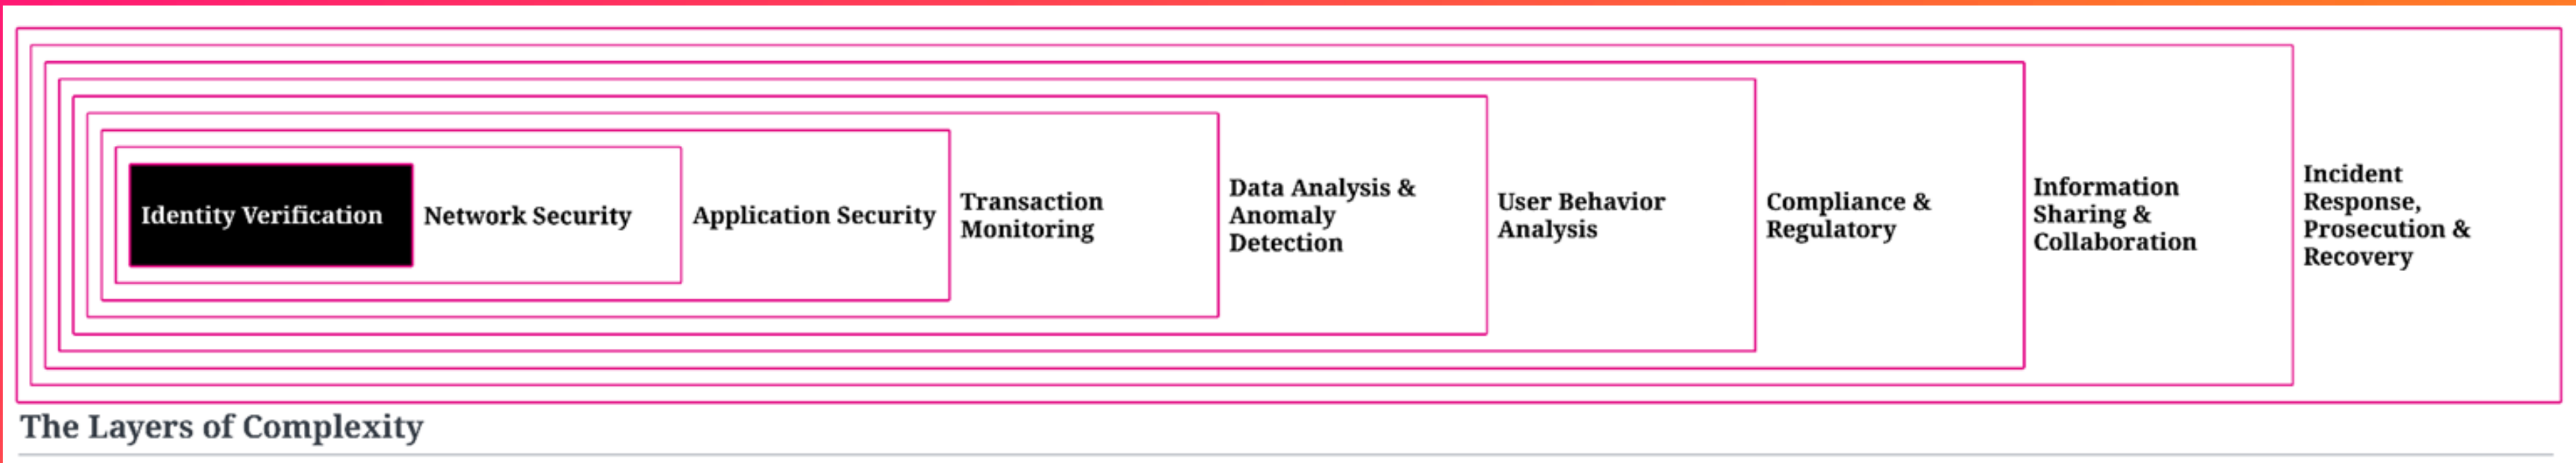 Identity Verification
Network Security
Application Security
Transaction
Monitoring
Data Analysis &
Anomaly
Detection
User Behavior
Analysis
Compliance &
Regulatory
Information
Sharing &
Collaboration
Incident
Response,
Prosecution &
Recovery
The Layers of Complexity